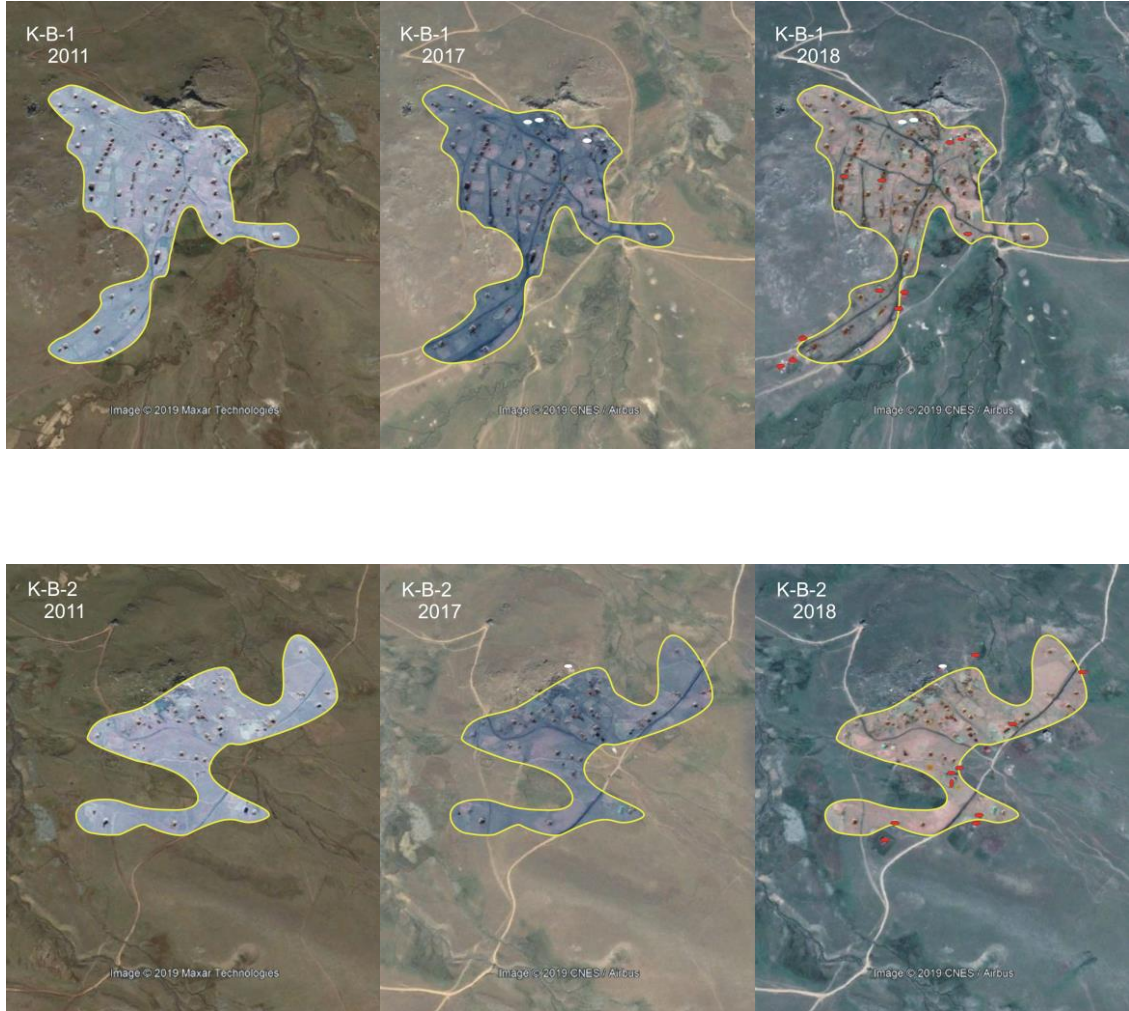 K-B-1
2011
K-B-1
2017
K-B-1
2018
Image © 2019 Maxar Technologies
Image © 2019 CNES / Airbus
Image © 2019 CNES / Airbus
K-B-2
2011
K-B-2
2017
K-B-2
2018
Image © 2019 Maxar Technologies
Image © 2019 CNES / Airbus
Image © 2019 CNES / Airbus